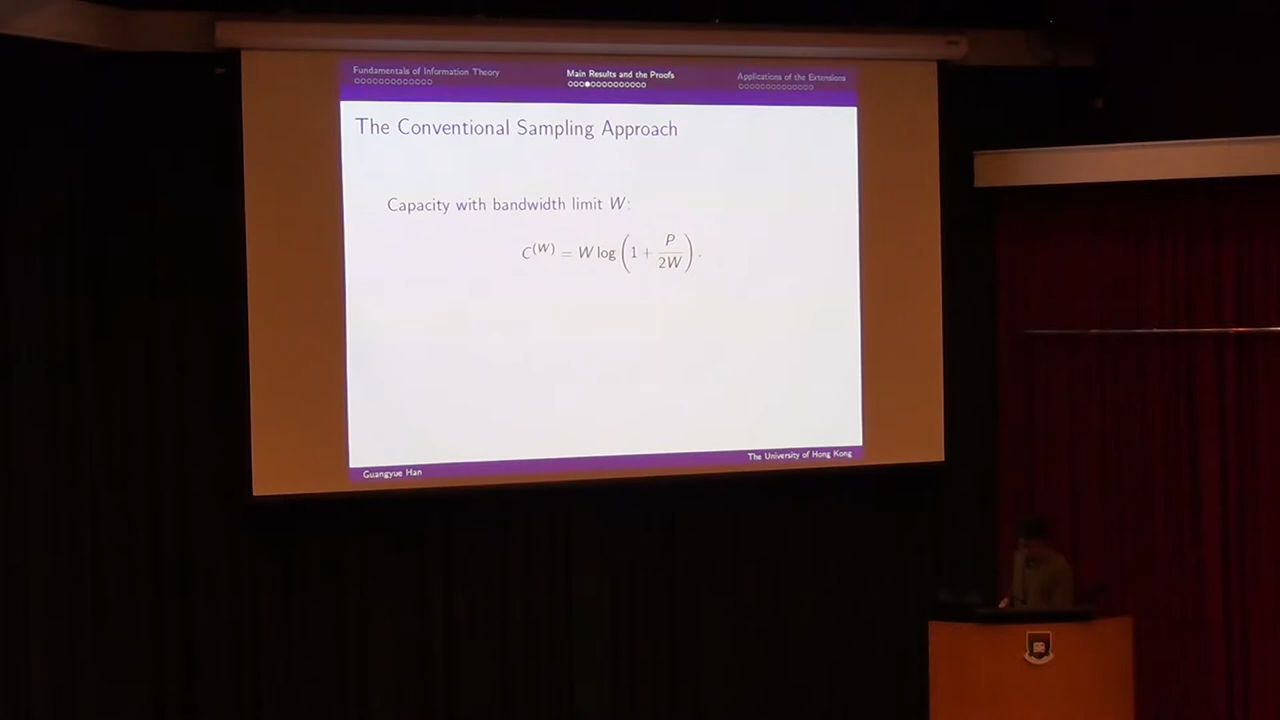 Fundamentals of Information Theory
Main Results and the Proofs
Applications of the Extensions
The Conventional Sampling Approach
Capacity with bandwidth limit W:
C^(W) = W log (1 + P/2W).
Guangyue Han
The University of Hong Kong